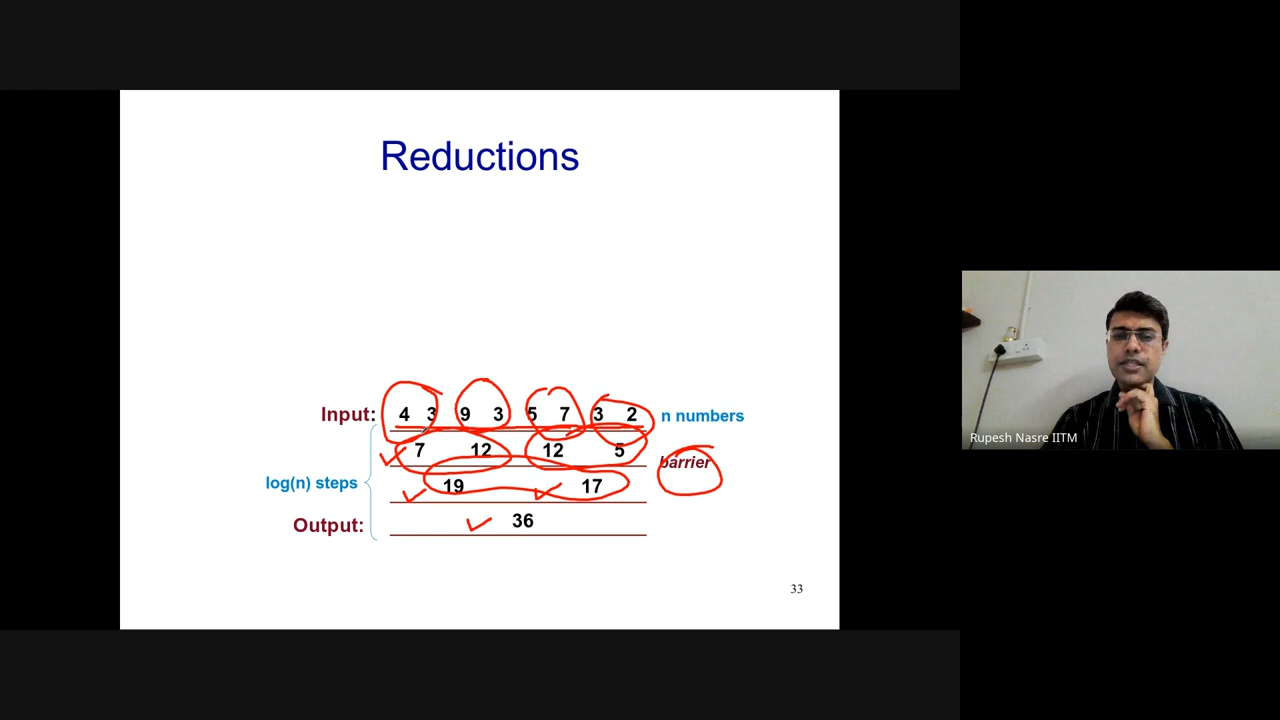 Reductions
Input: 4 3 9 3 5 7 3 2 n numbers
7 12 12 5
barrier
log(n) steps 19 17
Output: 36
33
Rupesh Nasre IITM